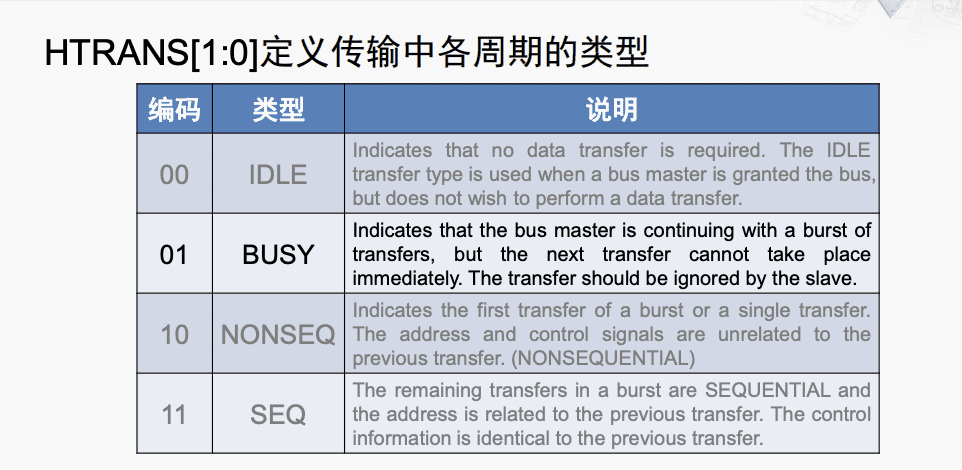 HTRANS[1:0]定义传输中各周期的类型
编码 类型 说明
00 IDLE Indicates that no data transfer is required. The IDLE
transfer type is used when a bus master is granted the bus,
but does not wish to perform a data transfer.
01 BUSY Indicates that the bus master is continuing with a burst of
transfers, but the next transfer cannot take place
immediately. The transfer should be ignored by the slave.
10 NONSEQ Indicates the first transfer of a burst or a single transfer.
The address and control signals are unrelated to the
previous transfer. (NONSEQUENTIAL)
11 SEQ The remaining transfers in a burst are SEQUENTIAL and
the address is related to the previous transfer. The control
information is identical to the previous transfer.